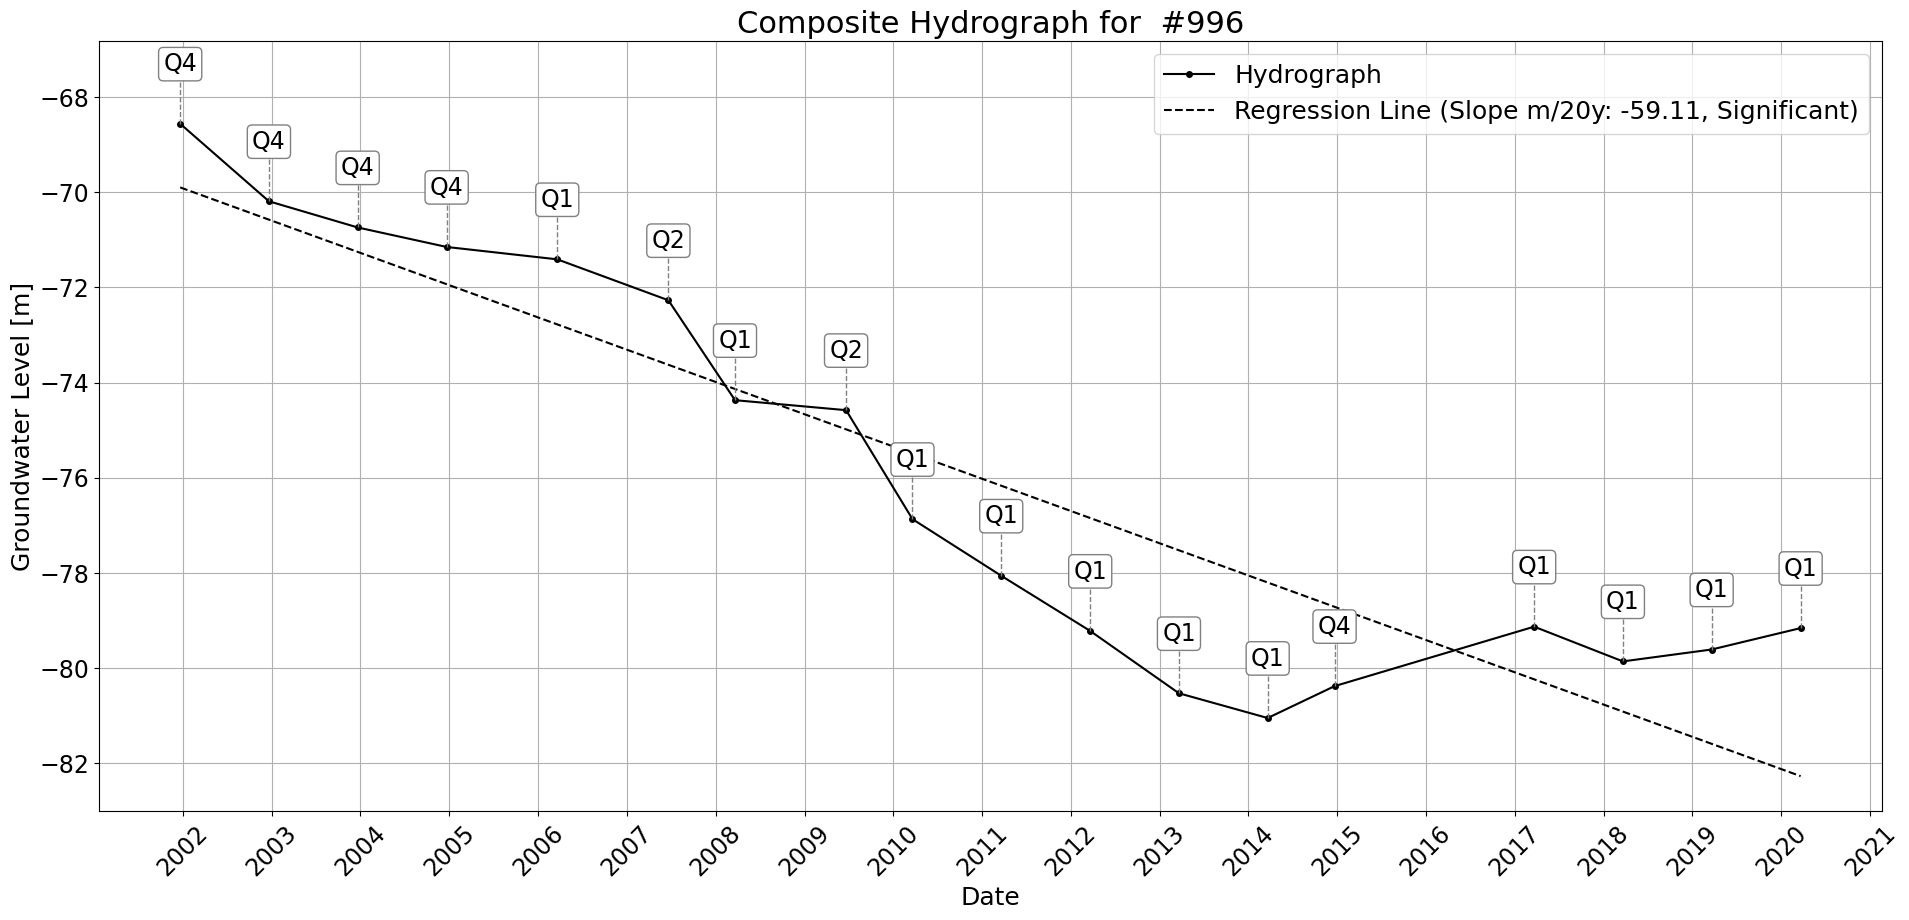 Composite Hydrograph for  #996
Hydrograph
Regression Line (Slope m/20y: -59.11, Significant)
Q4
Q4
Q4
Q4
Q1
Q2
Q1
Q2
Q1
Q1
Q1
Q1
Q1
Q4
Q1
Q1
Q1
Q1
Groundwater Level [m]
−68
−70
−72
−74
−76
−78
−80
−82
2002
2003
2004
2005
2006
2007
2008
2009
2010
2011
2012
2013
2014
2015
2016
2017
2018
2019
2020
2021
Date